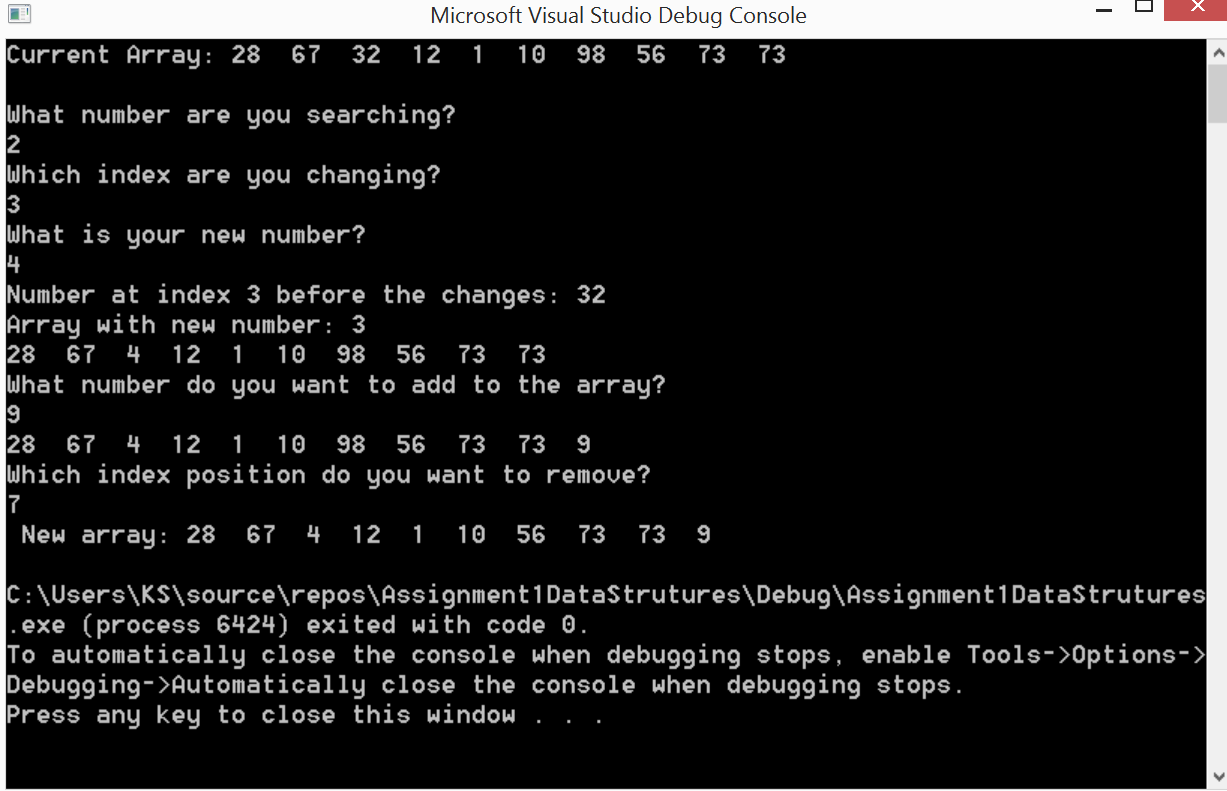 Microsoft Visual Studio Debug Console
Current Array: 28  67  32  12  1  10  98  56  73  73
What number are you searching?
2
Which index are you changing?
3
What is your new number?
4
Number at index 3 before the changes: 32
Array with new number: 3
28  67  4  12  1  10  98  56  73  73
What number do you want to add to the array?
9
28  67  4  12  1  10  98  56  73  73  9
Which index position do you want to remove?
7
New array: 28  67  4  12  1  10  56  73  73  9
C:\Users\KS\source\repos\Assignment1DataStrutures\Debug\Assignment1DataStrutures
.exe (process 6424) exited with code 0.
To automatically close the console when debugging stops, enable Tools->Options->
Debugging->Automatically close the console when debugging stops.
Press any key to close this window . . .